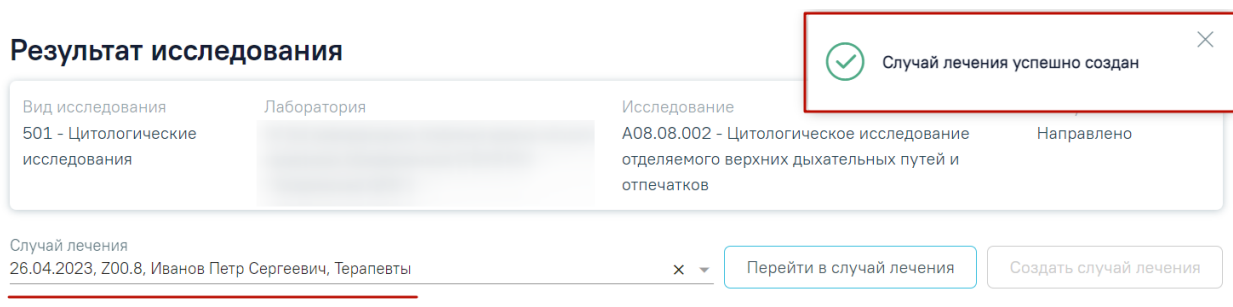 Результат исследования
Случай лечения успешно создан
Вид исследования
501 - Цитологические
исследования
Лаборатория
Исследование
A08.08.002 - Цитологическое исследование
отделяемого верхних дыхательных путей и
отпечатков
Направлено
Случай лечения
26.04.2023, Z00.8, Иванов Петр Сергеевич, Терапевты
Перейти в случай лечения
Создать случай лечения